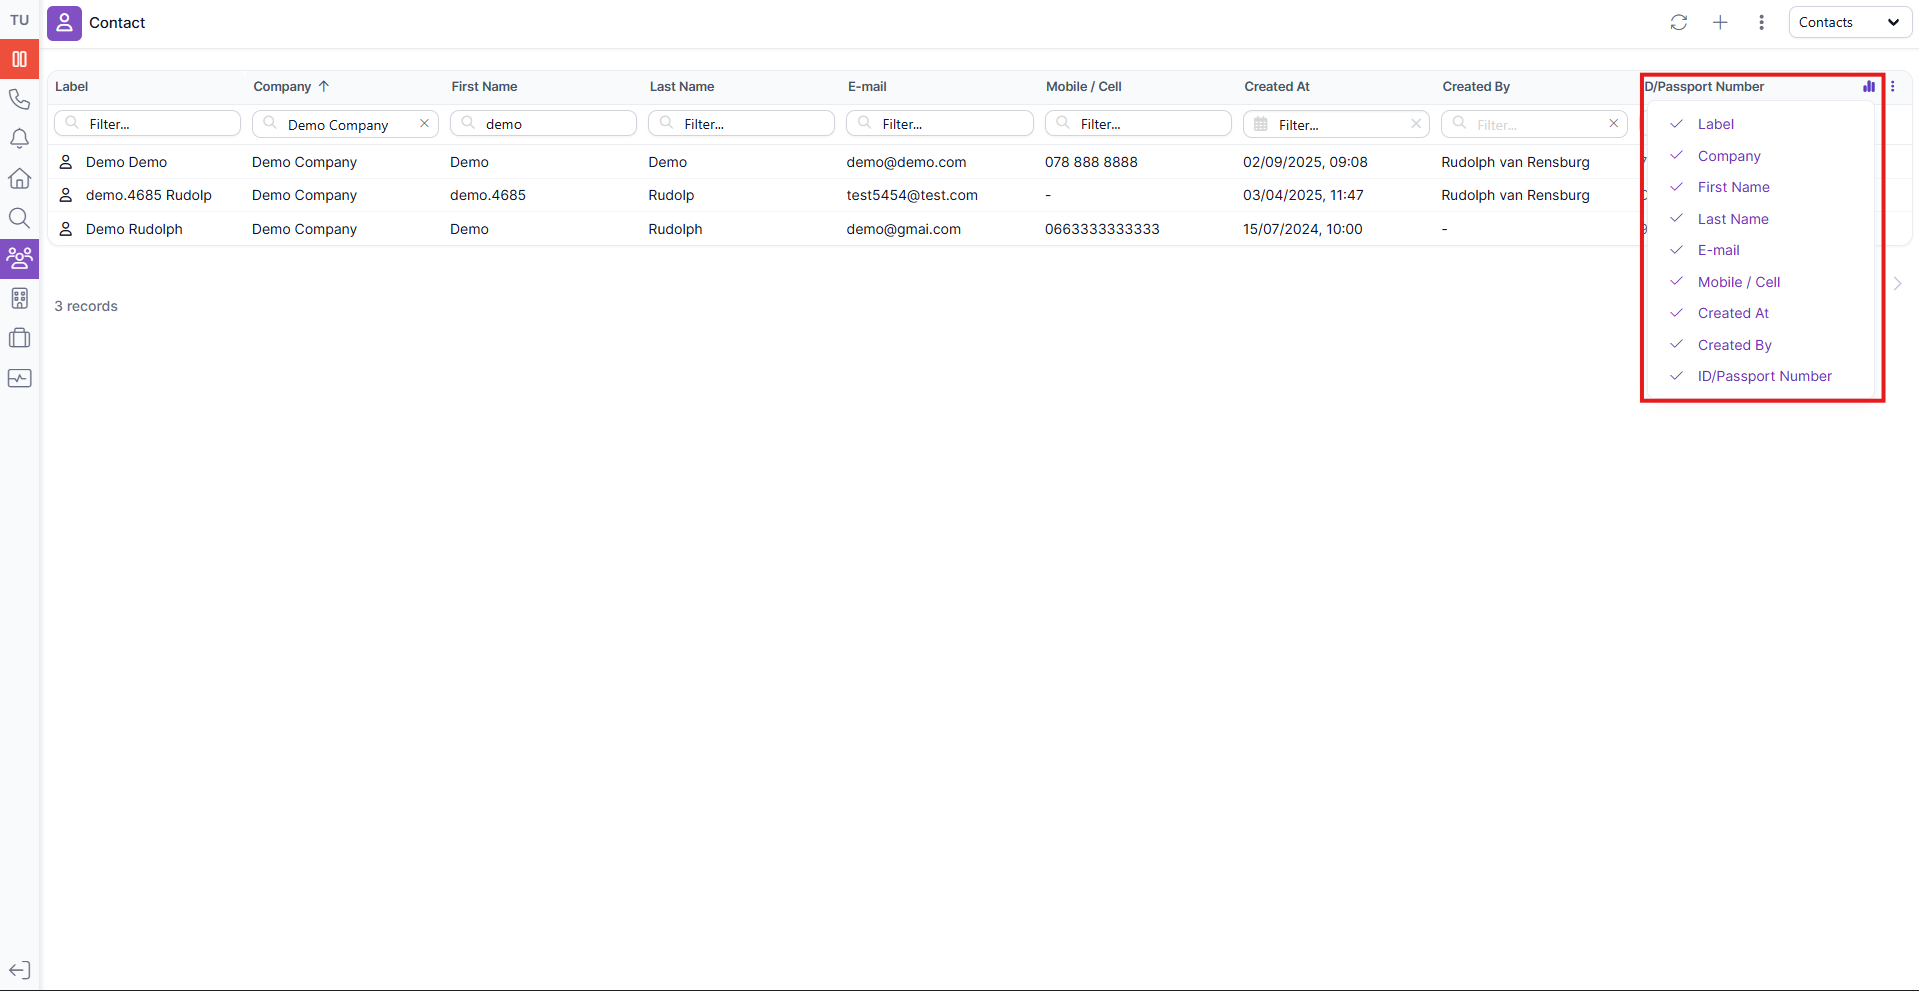 TU
Contact
Contacts
Label Company First Name Last Name E-mail Mobile / Cell Created At Created By D/Passport Number
Filter... Demo Company demo Filter... Filter... Filter... Filter... Filter...
Demo Demo Demo Company Demo Demo demo@demo.com 078 888 8888 02/09/2025, 09:08 Rudolph van Rensburg
demo.4685 Rudolp Demo Company demo.4685 Rudolp test5454@test.com - 03/04/2025, 11:47 Rudolph van Rensburg
Demo Rudolph Demo Company Demo Rudolph demo@gmai.com 0663333333333 15/07/2024, 10:00 -
3 records
Label
Company
First Name
Last Name
E-mail
Mobile / Cell
Created At
Created By
ID/Passport Number